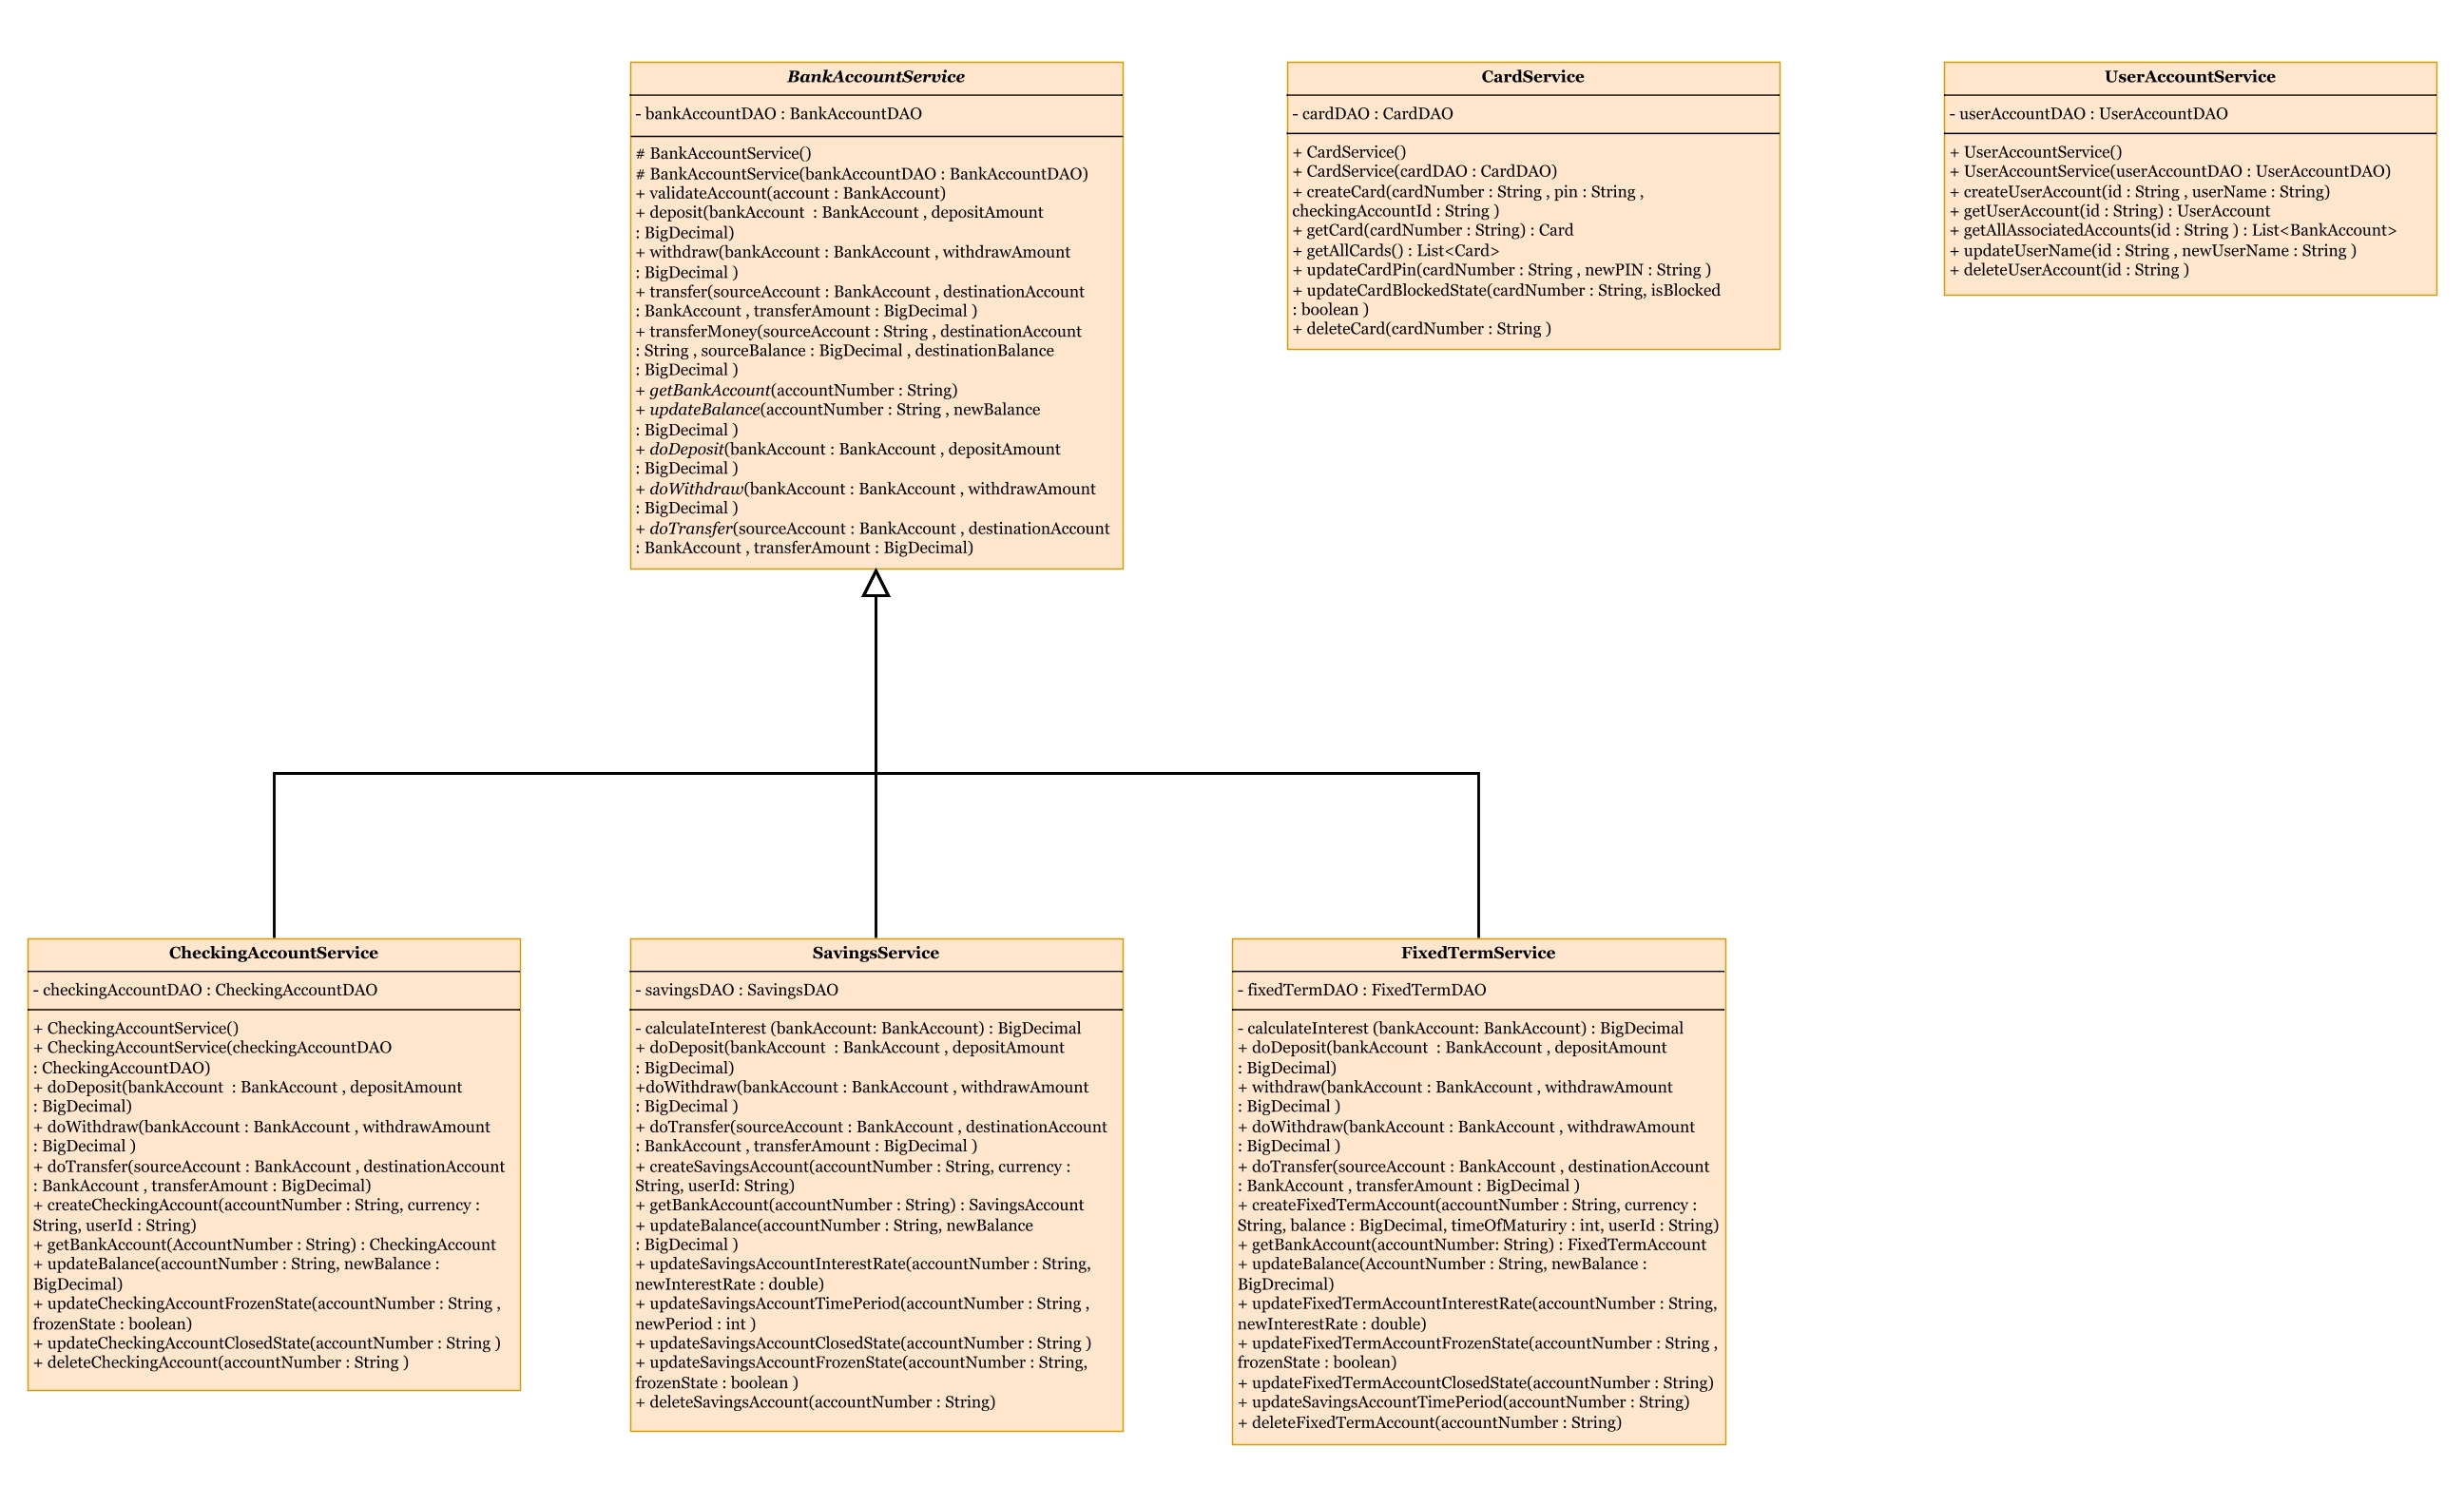 BankAccountService
- bankAccountDAO : BankAccountDAO
# BankAccountService()
# BankAccountService(bankAccountDAO : BankAccountDAO)
+ validateAccount(account : BankAccount)
+ deposit(bankAccount  : BankAccount , depositAmount
: BigDecimal)
+ withdraw(bankAccount : BankAccount , withdrawAmount
: BigDecimal )
+ transfer(sourceAccount : BankAccount , destinationAccount
: BankAccount , transferAmount : BigDecimal )
+ transferMoney(sourceAccount : String , destinationAccount
: String , sourceBalance : BigDecimal , destinationBalance
: BigDecimal )
+ getBankAccount(accountNumber : String)
+ updateBalance(accountNumber : String , newBalance
: BigDecimal )
+ doDeposit(bankAccount : BankAccount , depositAmount
: BigDecimal )
+ doWithdraw(bankAccount : BankAccount , withdrawAmount
: BigDecimal )
+ doTransfer(sourceAccount : BankAccount , destinationAccount
: BankAccount , transferAmount : BigDecimal)
CardService
- cardDAO : CardDAO
+ CardService()
+ CardService(cardDAO : CardDAO)
+ createCard(cardNumber : String , pin : String ,
checkingAccountId : String )
+ getCard(cardNumber : String) : Card
+ getAllCards() : List<Card>
+ updateCardPin(cardNumber : String , newPIN : String )
+ updateCardBlockedState(cardNumber : String, isBlocked
: boolean )
+ deleteCard(cardNumber : String )
UserAccountService
- userAccountDAO : UserAccountDAO
+ UserAccountService()
+ UserAccountService(userAccountDAO : UserAccountDAO)
+ createUserAccount(id : String , userName : String)
+ getUserAccount(id : String) : UserAccount
+ getAllAssociatedAccounts(id : String ) : List<BankAccount>
+ updateUserName(id : String , newUserName : String )
+ deleteUserAccount(id : String )
CheckingAccountService
- checkingAccountDAO : CheckingAccountDAO
+ CheckingAccountService()
+ CheckingAccountService(checkingAccountDAO
: CheckingAccountDAO)
+ doDeposit(bankAccount  : BankAccount , depositAmount
: BigDecimal)
+ doWithdraw(bankAccount : BankAccount , withdrawAmount
: BigDecimal )
+ doTransfer(sourceAccount : BankAccount , destinationAccount
: BankAccount , transferAmount : BigDecimal)
+ createCheckingAccount(accountNumber : String, currency :
String, userId : String)
+ getBankAccount(AccountNumber : String) : CheckingAccount
+ updateBalance(accountNumber : String, newBalance :
BigDecimal)
+ updateCheckingAccountFrozenState(accountNumber : String ,
frozenState : boolean)
+ updateCheckingAccountClosedState(accountNumber : String )
+ deleteCheckingAccount(accountNumber : String )
SavingsService
- savingsDAO : SavingsDAO
- calculateInterest (bankAccount: BankAccount) : BigDecimal
+ doDeposit(bankAccount  : BankAccount , depositAmount
: BigDecimal)
+doWithdraw(bankAccount : BankAccount , withdrawAmount
: BigDecimal )
+ doTransfer(sourceAccount : BankAccount , destinationAccount
: BankAccount , transferAmount : BigDecimal )
+ createSavingsAccount(accountNumber : String, currency :
String, userId: String)
+ getBankAccount(accountNumber : String) : SavingsAccount
+ updateBalance(accountNumber : String, newBalance
: BigDecimal )
+ updateSavingsAccountInterestRate(accountNumber : String,
newInterestRate : double)
+ updateSavingsAccountTimePeriod(accountNumber : String ,
newPeriod : int )
+ updateSavingsAccountClosedState(accountNumber : String )
+ updateSavingsAccountFrozenState(accountNumber : String,
frozenState : boolean )
+ deleteSavingsAccount(accountNumber : String)
FixedTermService
- fixedTermDAO : FixedTermDAO
- calculateInterest (bankAccount: BankAccount) : BigDecimal
+ doDeposit(bankAccount  : BankAccount , depositAmount
: BigDecimal)
+ withdraw(bankAccount : BankAccount , withdrawAmount
: BigDecimal )
+ doWithdraw(bankAccount : BankAccount , withdrawAmount
: BigDecimal )
+ doTransfer(sourceAccount : BankAccount , destinationAccount
: BankAccount , transferAmount : BigDecimal )
+ createFixedTermAccount(accountNumber : String, currency :
String, balance : BigDecimal, timeOfMaturiry : int, userId : String)
+ getBankAccount(accountNumber: String) : FixedTermAccount
+ updateBalance(AccountNumber : String, newBalance :
BigDrecimal)
+ updateFixedTermAccountInterestRate(accountNumber : String,
newInterestRate : double)
+ updateFixedTermAccountFrozenState(accountNumber : String ,
frozenState : boolean)
+ updateFixedTermAccountClosedState(accountNumber : String)
+ updateSavingsAccountTimePeriod(accountNumber : String)
+ deleteFixedTermAccount(accountNumber : String)